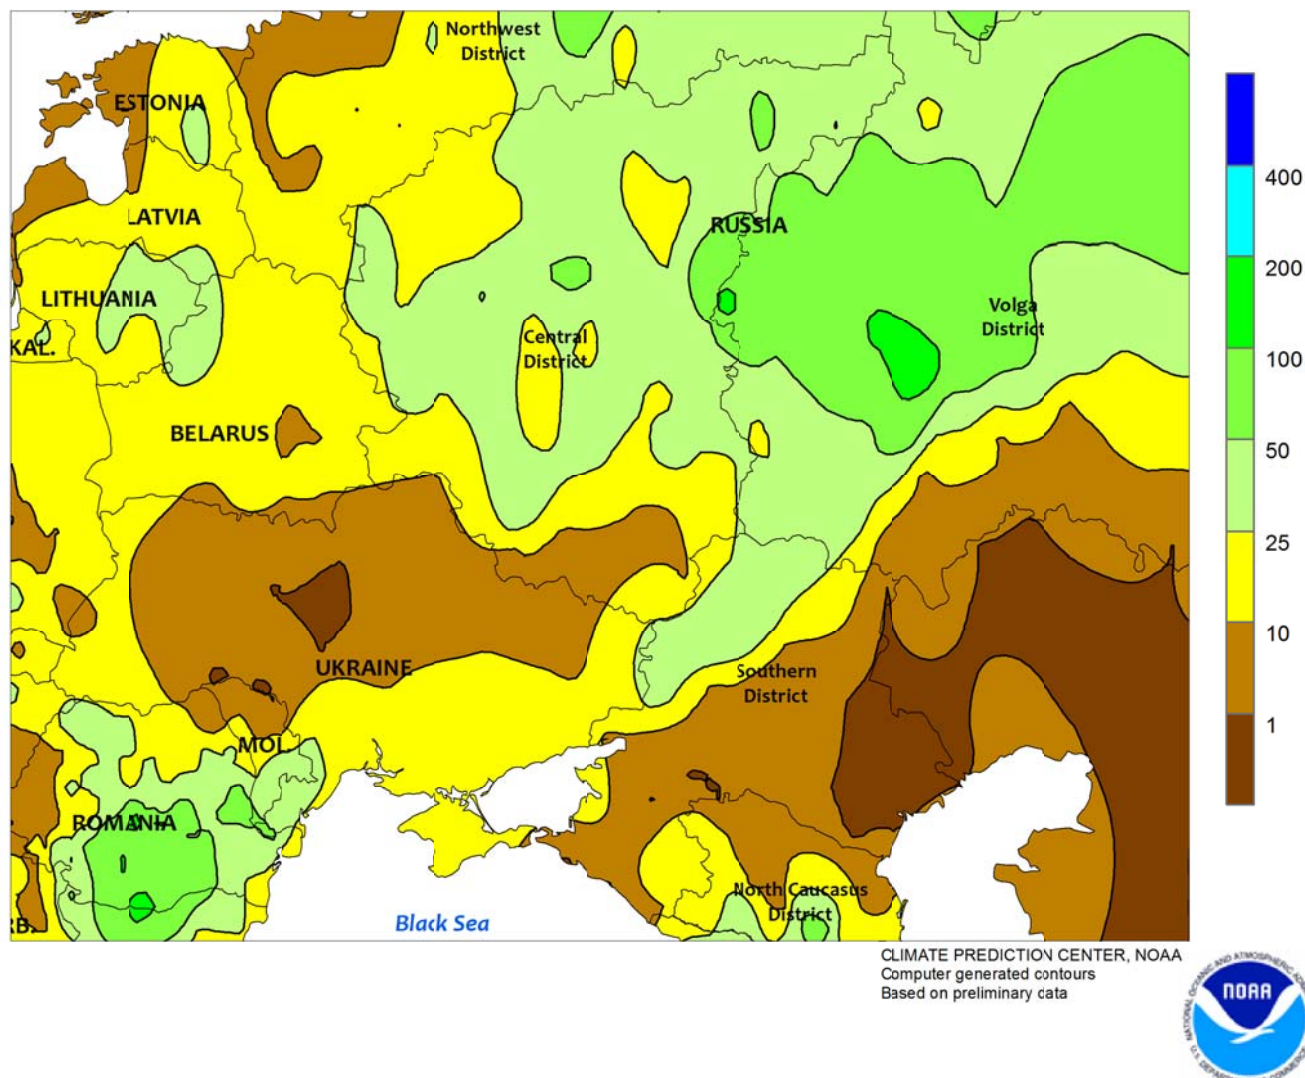 Northwest
District
ESTONIA
LATVIA
RUSSIA
LITHUANIA
Volga
District
KAL.
Central
District
BELARUS
UKRAINE
Southern
District
MOL.
ROMANIA
North Caucasus
District
RB.
Black Sea
400
200
100
50
25
10
1
CLIMATE PREDICTION CENTER, NOAA
Computer generated contours
Based on preliminary data
NOAA